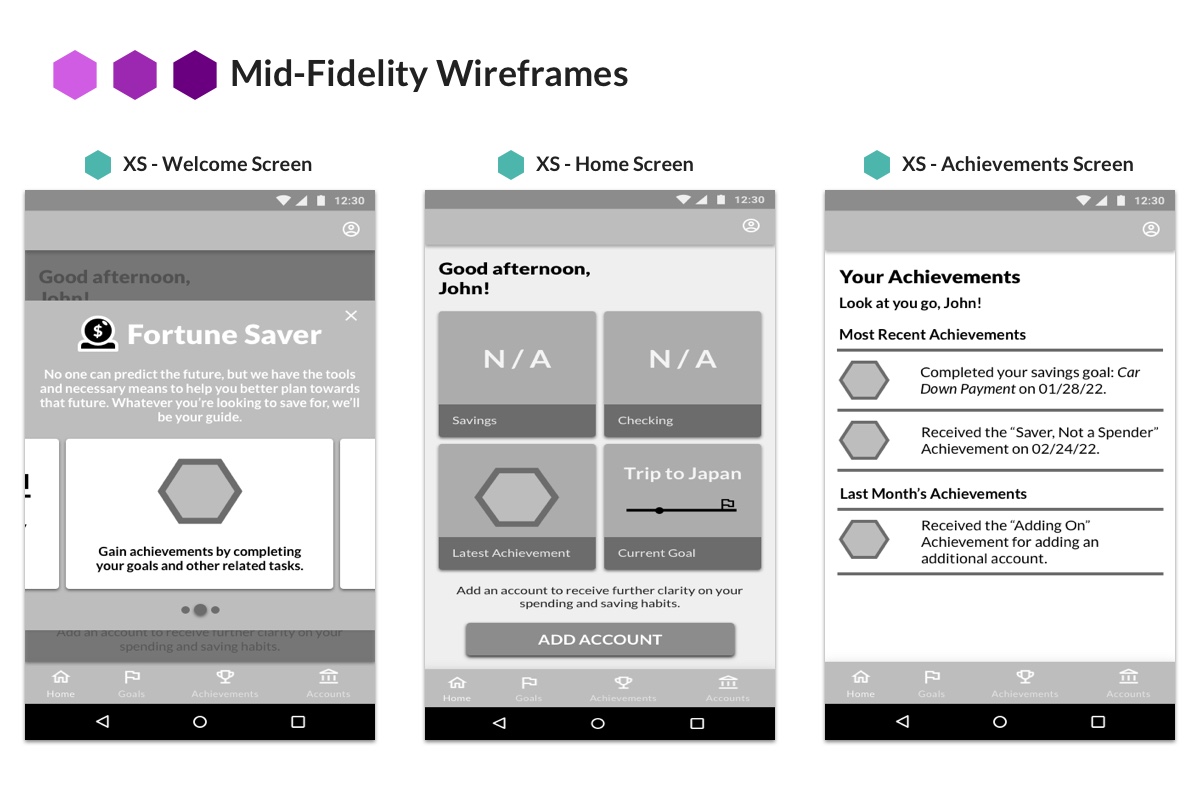 Mid-Fidelity Wireframes
XS - Welcome Screen
12:30
Good afternoon,
John!
$
Fortune Saver
No one can predict the future, but we have the tools
and necessary means to help you better plan towards
that future. Whatever you’re looking to save for, we’ll
be your guide.
Gain achievements by completing
your goals and other related tasks.
Add an account to receive further clarity on your
spending and saving habits.
Home
Goals
Achievements
Accounts
XS - Home Screen
12:30
Good afternoon,
John!
N / A
Savings
N / A
Checking
Latest Achievement
Trip to Japan
Current Goal
Add an account to receive further clarity on your
spending and saving habits.
ADD ACCOUNT
Home
Goals
Achievements
Accounts
XS - Achievements Screen
12:30
Your Achievements
Look at you go, John!
Most Recent Achievements
Completed your savings goal: Car
Down Payment on 01/28/22.
Received the “Saver, Not a Spender”
Achievement on 02/24/22.
Last Month’s Achievements
Received the “Adding On”
Achievement for adding an
additional account.
Home
Goals
Achievements
Accounts